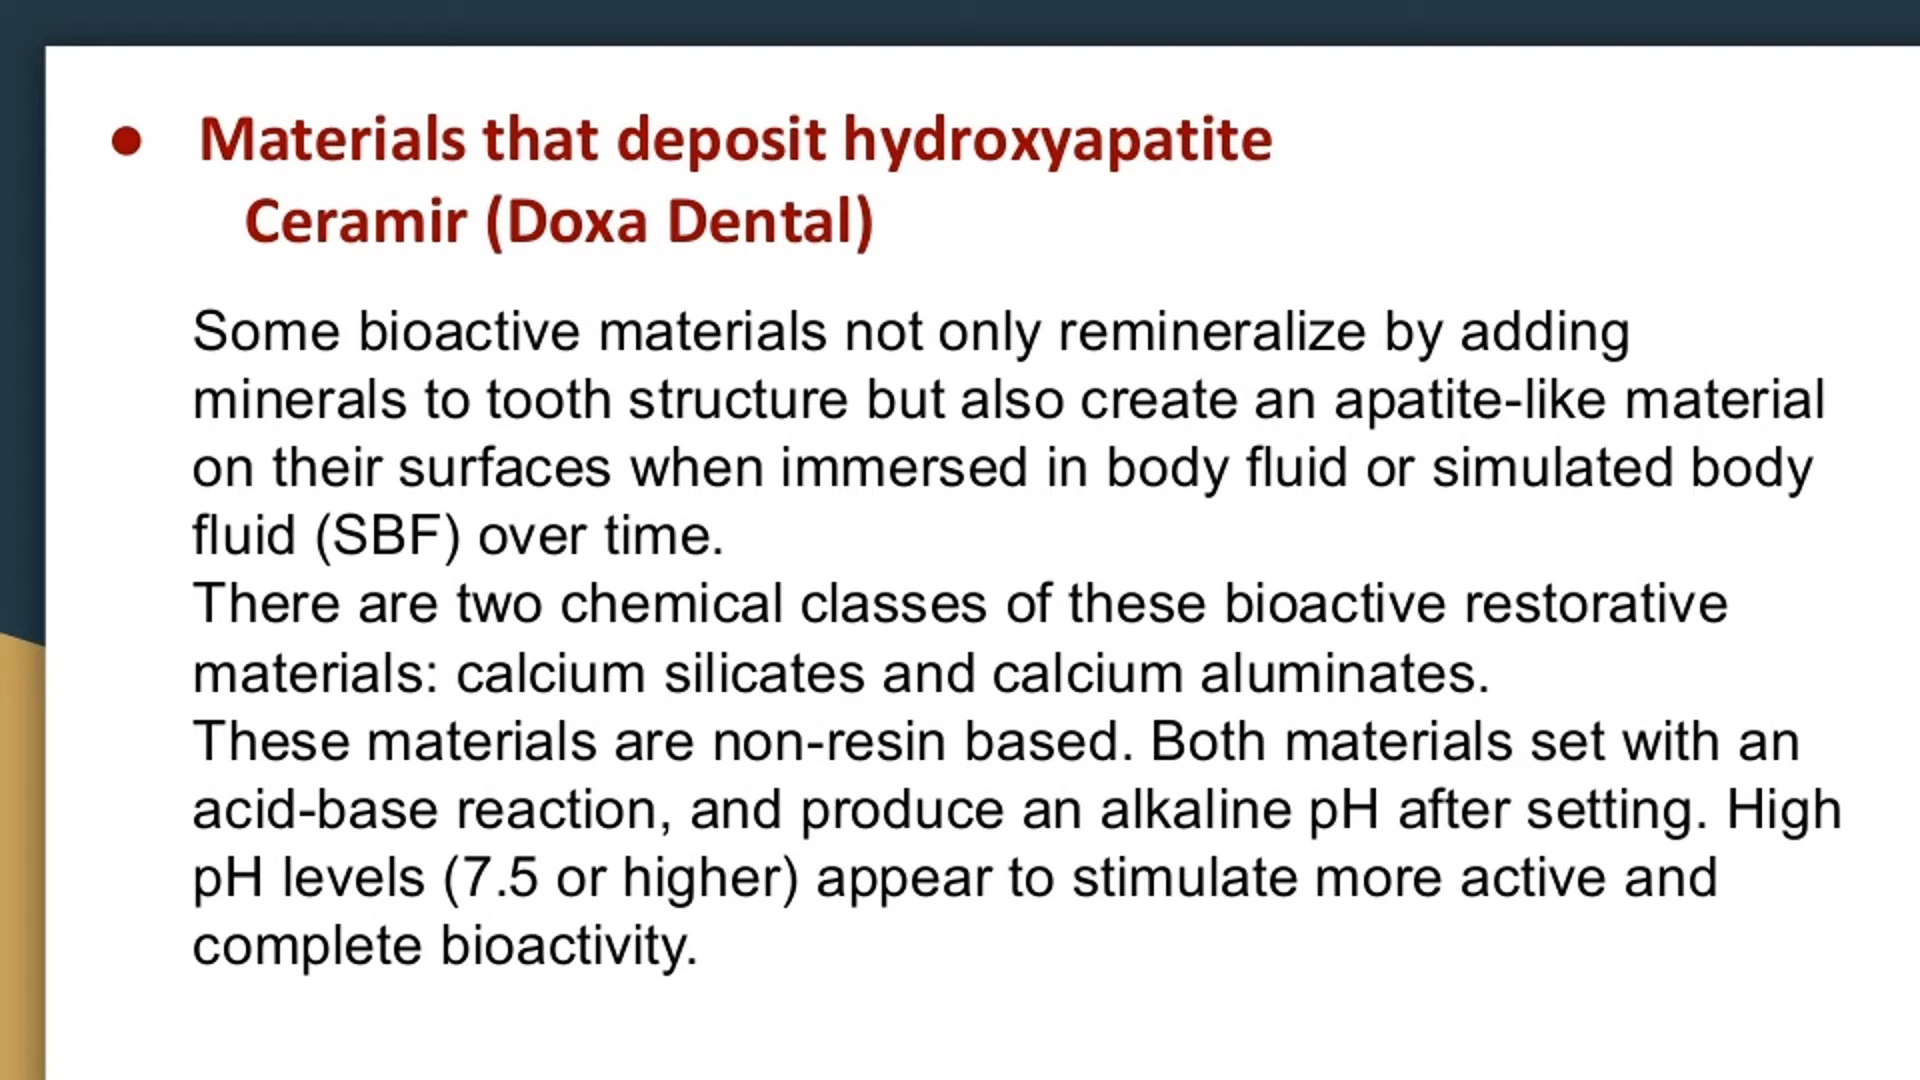 ● Materials that deposit hydroxyapatite
Ceramir (Doxa Dental)
Some bioactive materials not only remineralize by adding
minerals to tooth structure but also create an apatite-like material
on their surfaces when immersed in body fluid or simulated body
fluid (SBF) over time.
There are two chemical classes of these bioactive restorative
materials: calcium silicates and calcium aluminates.
These materials are non-resin based. Both materials set with an
acid-base reaction, and produce an alkaline pH after setting. High
pH levels (7.5 or higher) appear to stimulate more active and
complete bioactivity.